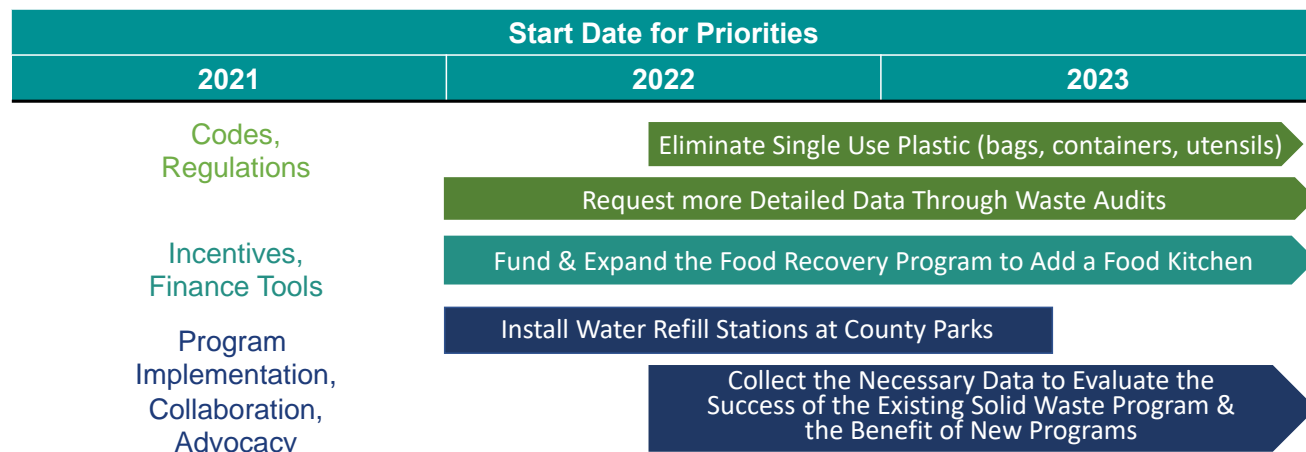 Start Date for Priorities
2021 2022 2023
Codes,
Regulations
Eliminate Single Use Plastic (bags, containers, utensils)
Request more Detailed Data Through Waste Audits
Incentives,
Finance Tools
Fund & Expand the Food Recovery Program to Add a Food Kitchen
Program
Implementation,
Collaboration,
Advocacy
Install Water Refill Stations at County Parks
Collect the Necessary Data to Evaluate the
Success of the Existing Solid Waste Program &
the Benefit of New Programs